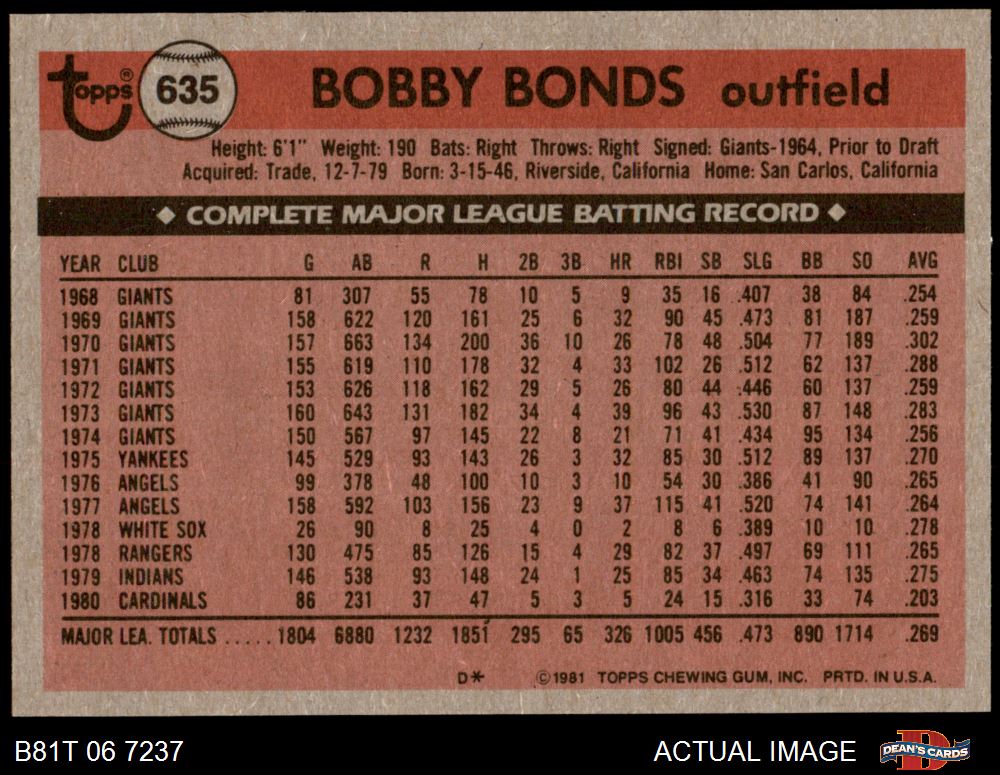 topps® 635 BOBBY BONDS outfield
Height: 6'1" Weight: 190 Bats: Right Throws: Right Signed: Giants-1964, Prior to Draft
Acquired: Trade, 12-7-79 Born: 3-15-46, Riverside, California Home: San Carlos, California
◆ COMPLETE MAJOR LEAGUE BATTING RECORD ◆
YEAR CLUB G AB R H 2B 3B HR RBI SB SLG BB SO AVG
1968 GIANTS 81 307 55 78 10 5 9 35 16 .407 38 84 .254
1969 GIANTS 158 622 120 161 25 6 32 90 45 .473 81 187 .259
1970 GIANTS 157 663 134 200 36 10 26 78 48 .504 77 189 .302
1971 GIANTS 155 619 110 178 32 4 33 102 26 .512 62 137 .288
1972 GIANTS 153 626 118 162 29 5 26 80 44 .446 60 137 .259
1973 GIANTS 160 643 131 182 34 4 39 96 43 .530 87 148 .283
1974 GIANTS 150 567 97 145 22 8 21 71 41 .434 95 134 .256
1975 YANKEES 145 529 93 143 26 3 32 85 30 .512 89 137 .270
1976 ANGELS 99 378 48 100 10 3 10 54 30 .386 41 90 .265
1977 ANGELS 158 592 103 156 23 9 37 115 41 .520 74 141 .264
1978 WHITE SOX 26 90 8 25 4 0 2 8 6 .389 10 10 .278
1978 RANGERS 130 475 85 126 15 4 29 82 37 .497 69 111 .265
1979 INDIANS 146 538 93 148 24 1 25 85 34 .463 74 135 .275
1980 CARDINALS 86 231 37 47 5 3 5 24 15 .316 33 74 .203
MAJOR LEA. TOTALS ..... 1804 6880 1232 1851 295 65 326 1005 456 .473 890 1714 .269
D* ©1981 TOPPS CHEWING GUM, INC. PRTD. IN U.S.A.
B81T 06 7237 ACTUAL IMAGE DEAN'S CARDS